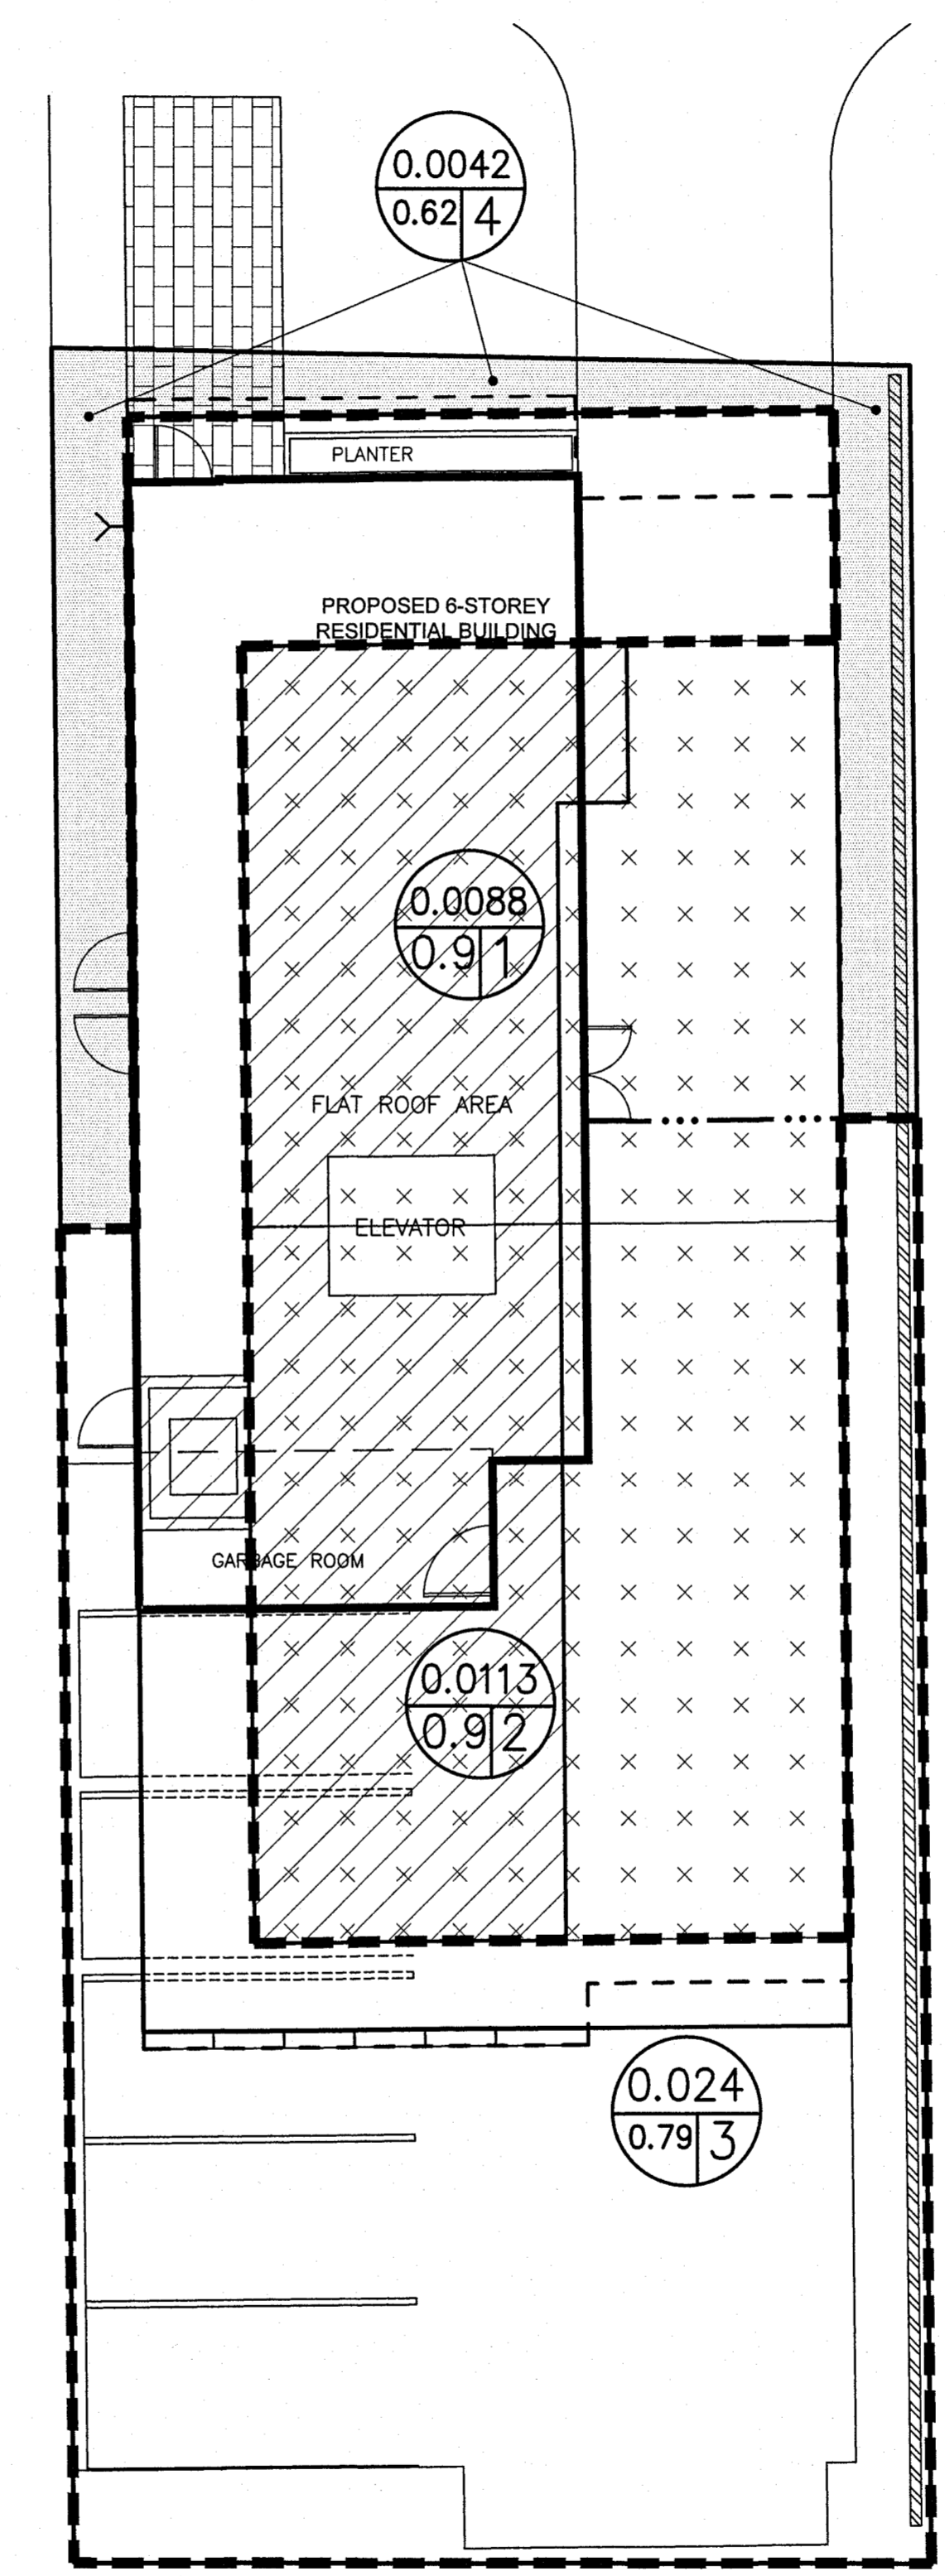 0.0042
0.62 4
PLANTER
PROPOSED 6-STOREY
RESIDENTIAL BUILDING
0.0088
0.9 1
FLAT ROOF AREA
ELEVATOR
GARBAGE ROOM
0.0113
0.9 2
0.024
0.79 3